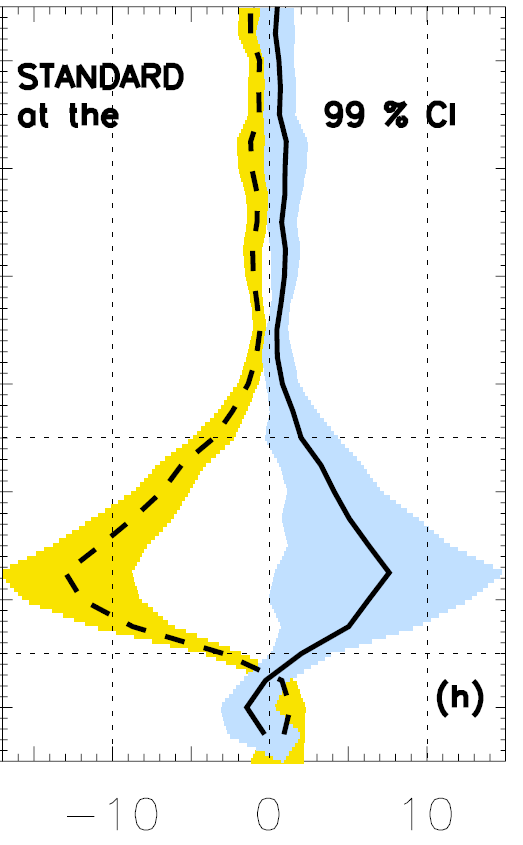 STANDARD
at the 99 % CI
(h)
−10 0 10